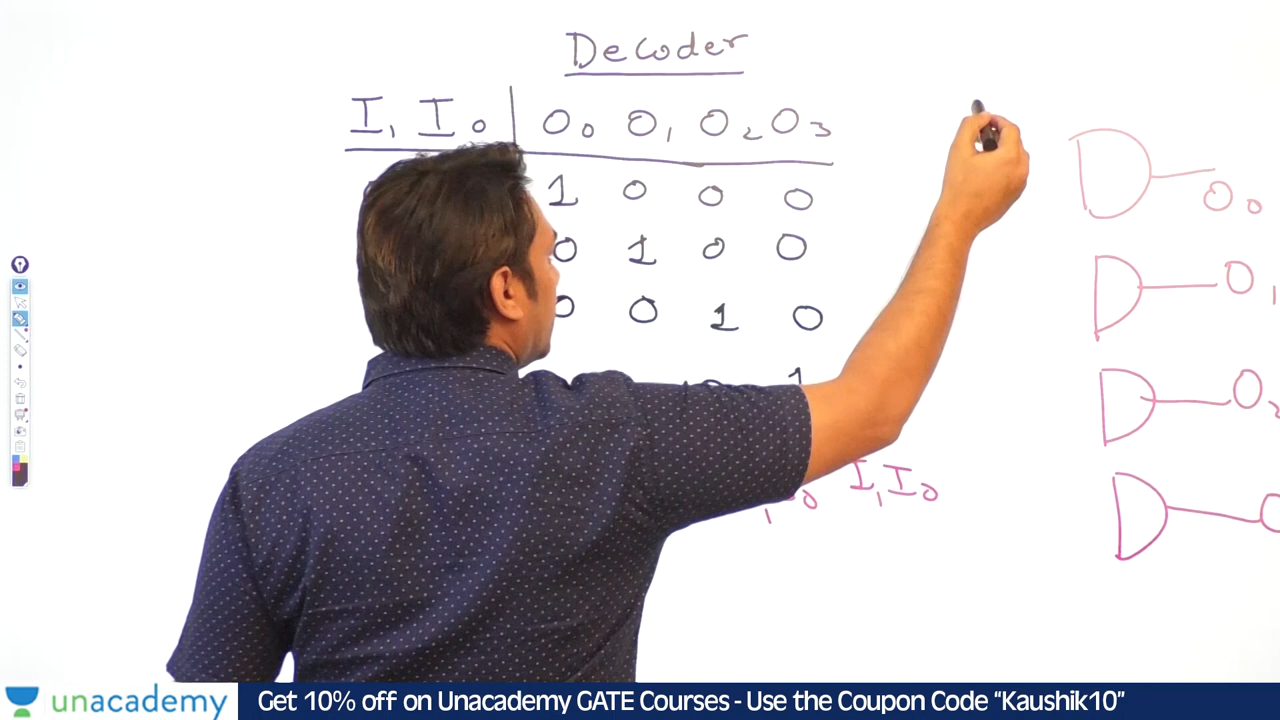 Decoder
I₁ I₀ O₀ O₁ O₂ O₃
1 0 0 0
0 1 0 0
0 0 1 0
1
I₁I₀
O₀
O₁
O₂
unacademy
Get 10% off on Unacademy GATE Courses - Use the Coupon Code "Kaushik10"